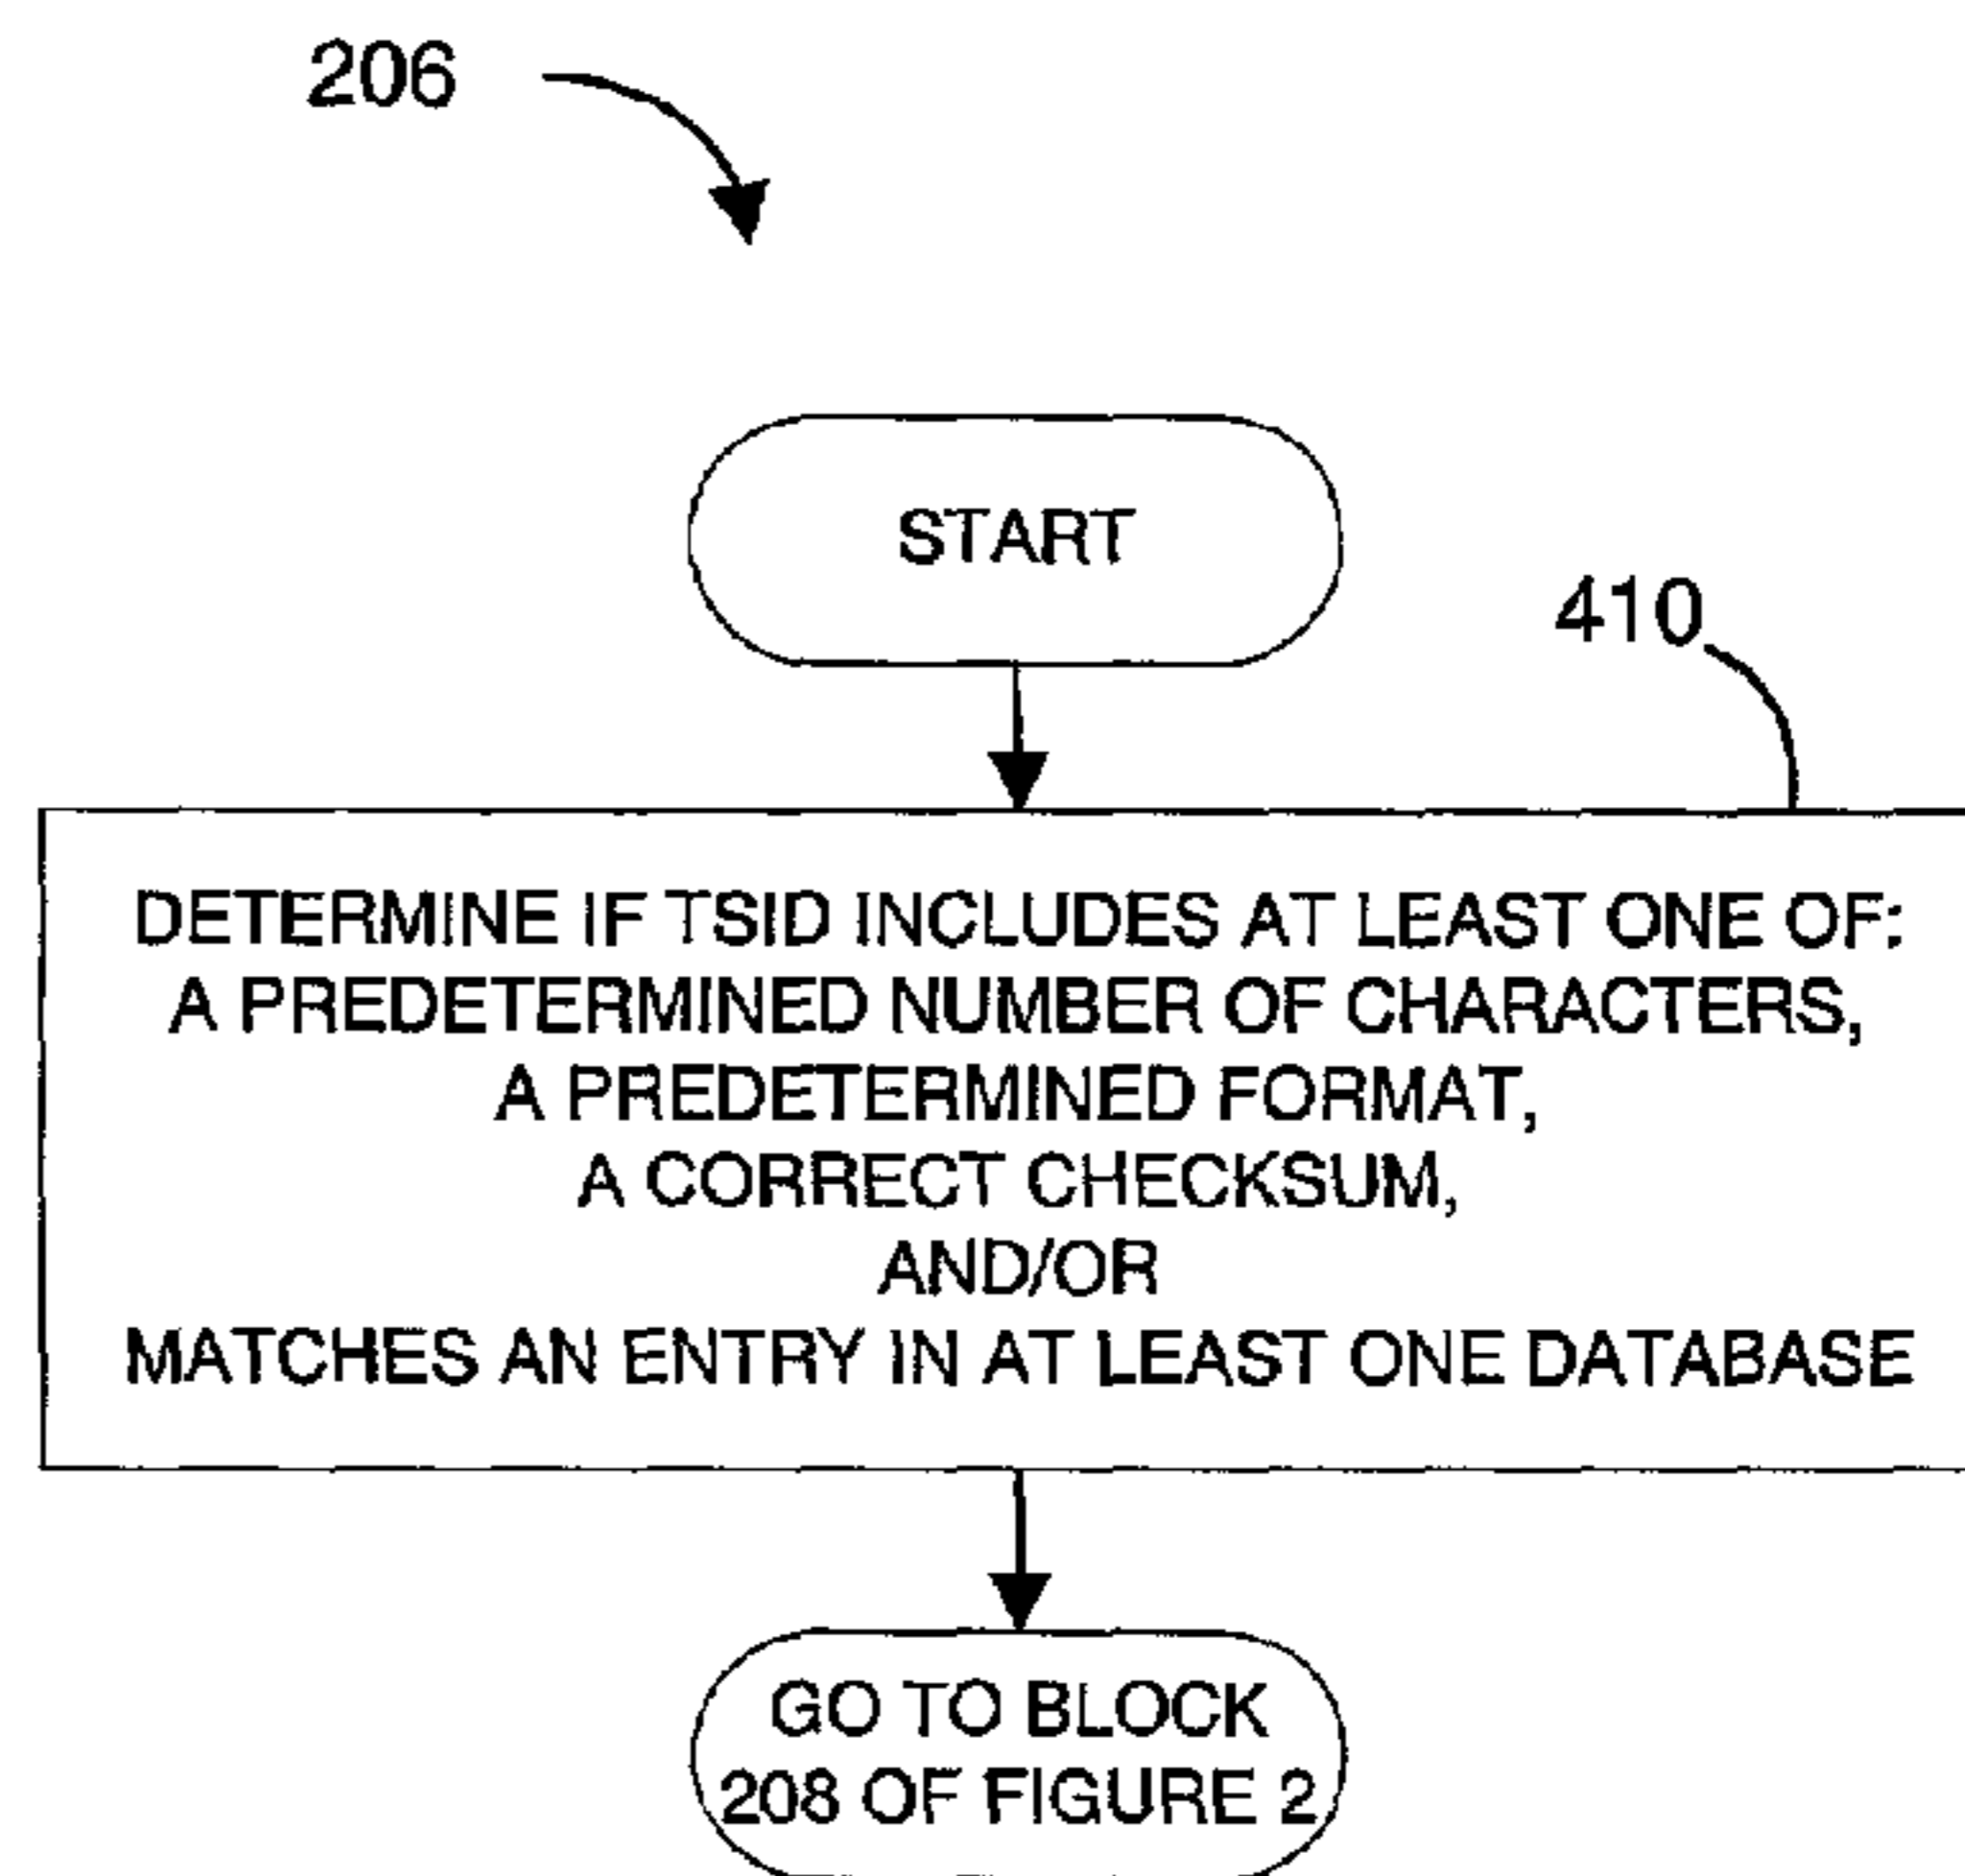 206
START
410
DETERMINE IF TSID INCLUDES AT LEAST ONE OF:
A PREDETERMINED NUMBER OF CHARACTERS,
A PREDETERMINED FORMAT,
A CORRECT CHECKSUM,
AND/OR
MATCHES AN ENTRY IN AT LEAST ONE DATABASE
GO TO BLOCK
208 OF FIGURE 2